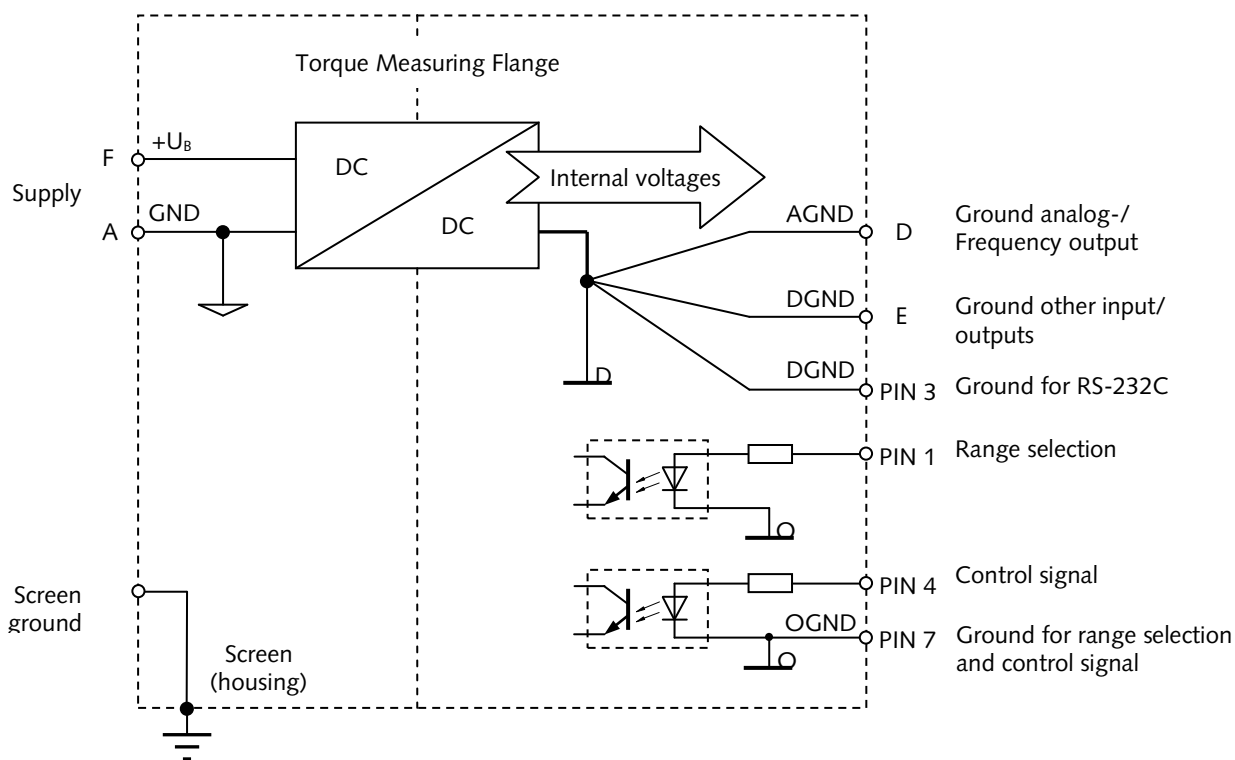 Torque Measuring Flange
F
+U_B
DC
Internal voltages
Supply
A
GND
DC
AGND
D
Ground analog-/
Frequency output
DGND
E
Ground other input/
outputs
D
DGND
PIN 3
Ground for RS-232C
PIN 1
Range selection
O
Screen
ground
PIN 4
Control signal
OGND
PIN 7
Ground for range selection
and control signal
O
Screen
(housing)